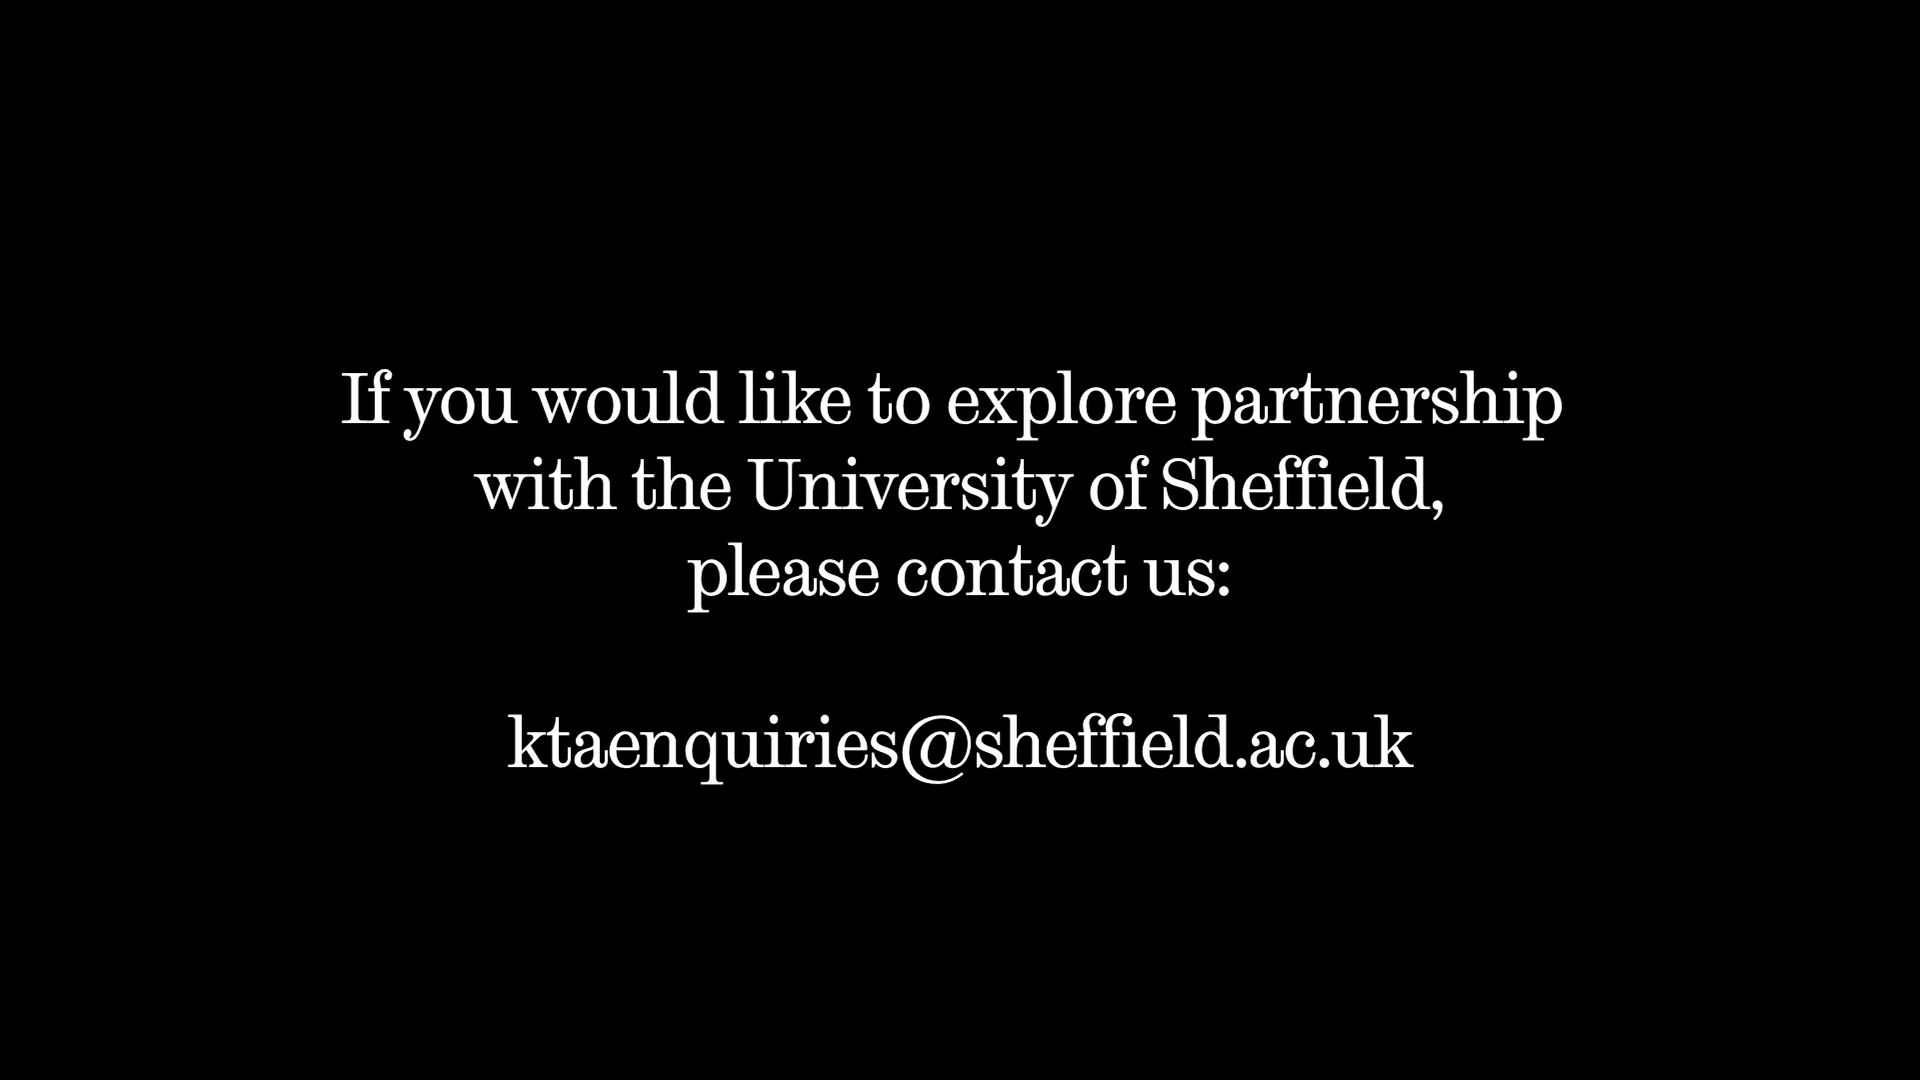 If you would like to explore partnership
with the University of Sheffield,
please contact us:
ktaenquiries@sheffield.ac.uk